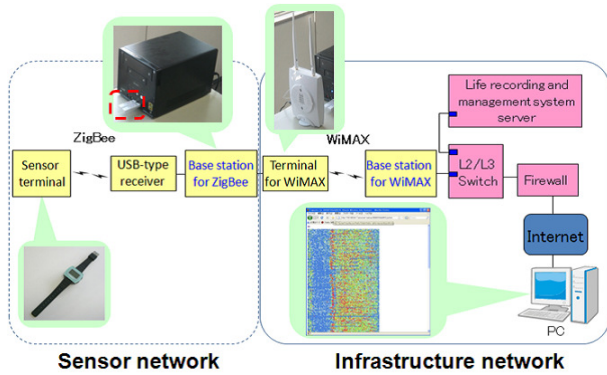 ZigBee
WiMAX
Life recording and
management system
server
Sensor
terminal
USB-type
receiver
Base station
for ZigBee
Terminal
for WiMAX
Base station
for WiMAX
L2/L3
Switch
Firewall
Internet
PC
Sensor network
Infrastructure network